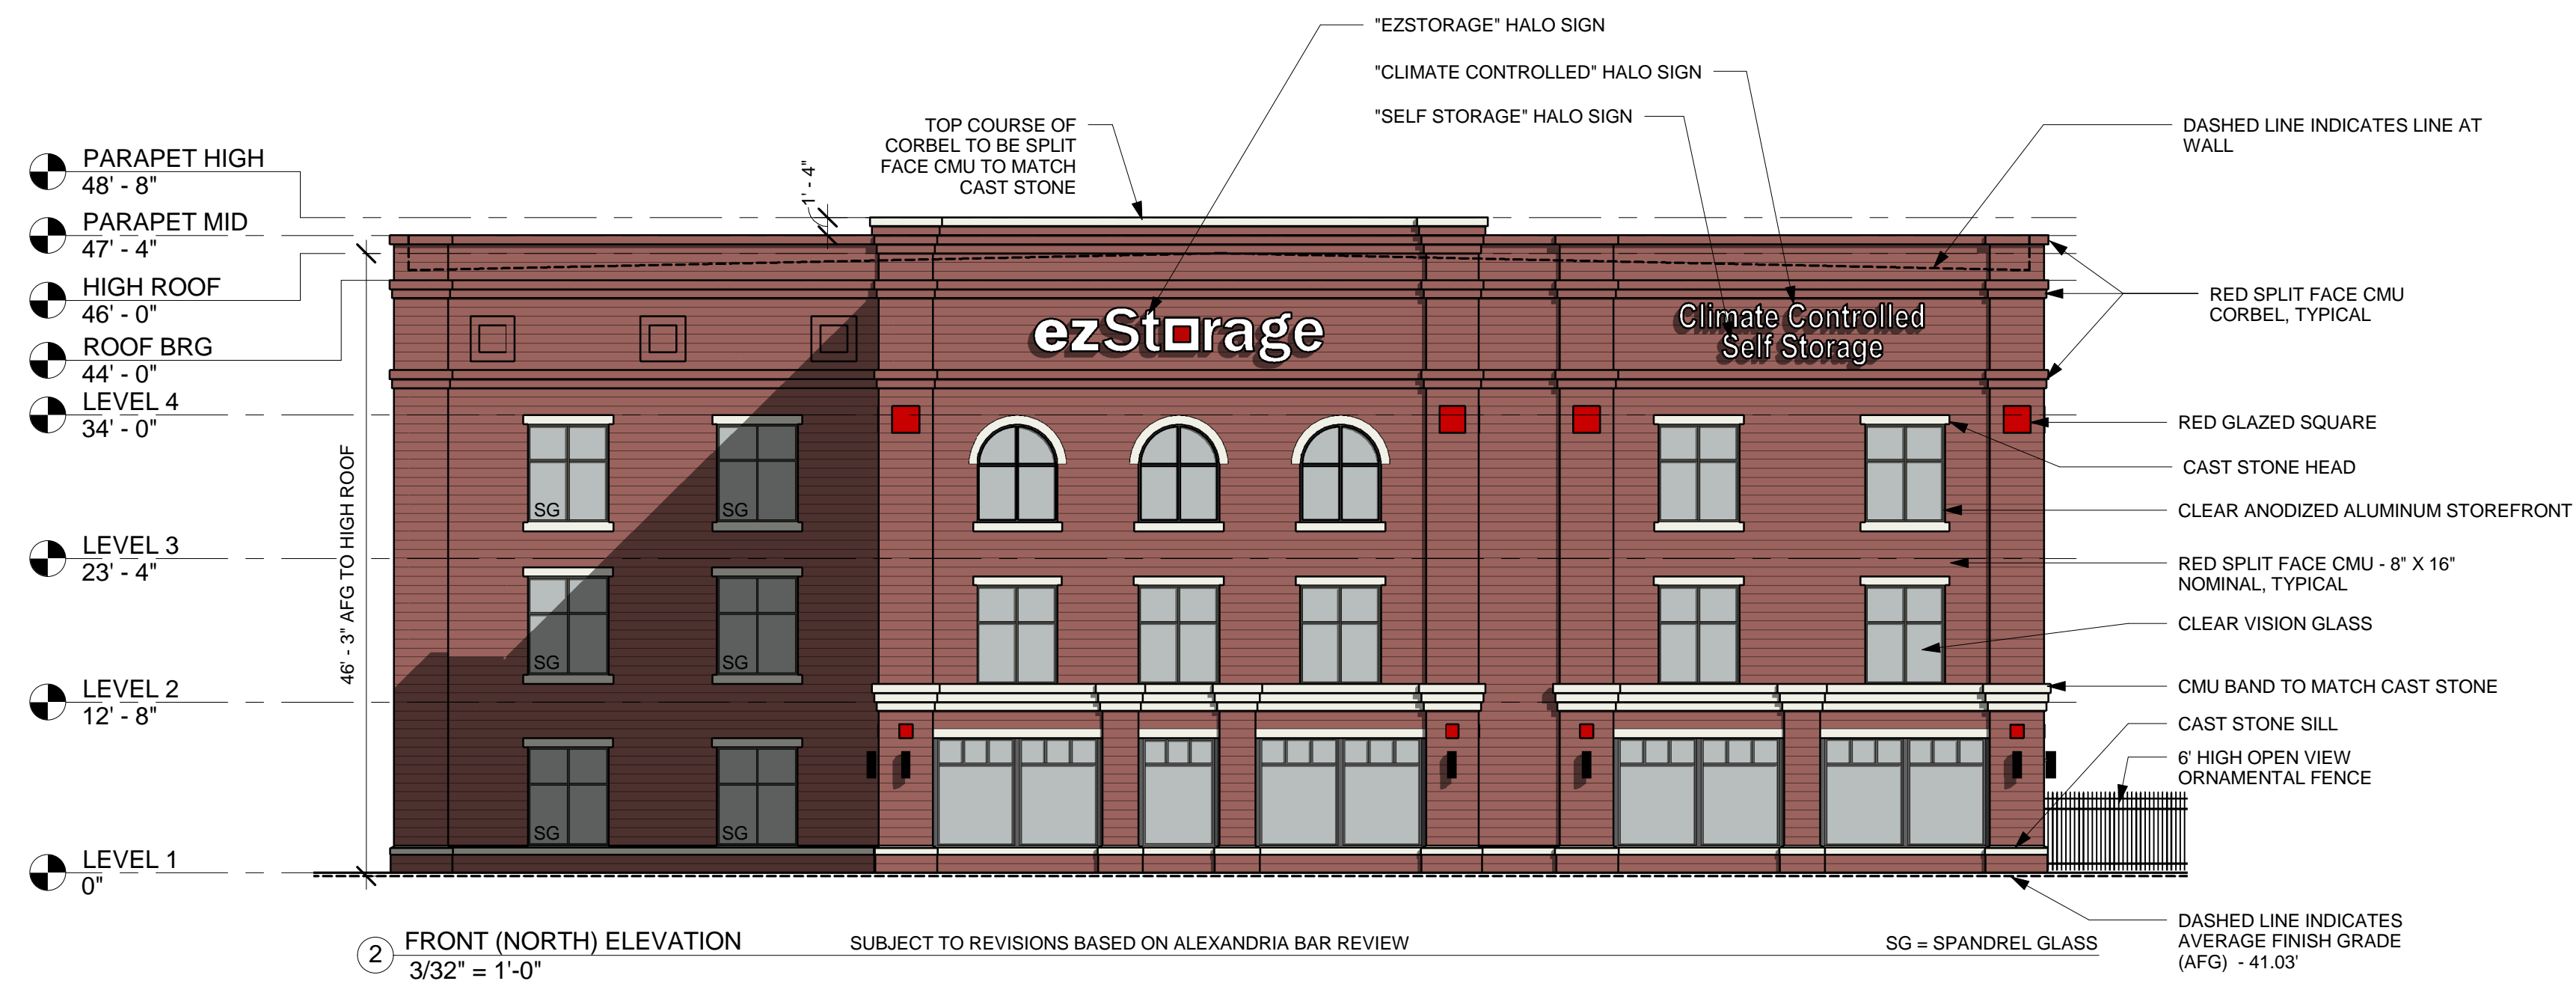 "EZSTORAGE" HALO SIGN
"CLIMATE CONTROLLED" HALO SIGN
"SELF STORAGE" HALO SIGN
TOP COURSE OF
CORBEL TO BE SPLIT
FACE CMU TO MATCH
CAST STONE
1' - 4"
DASHED LINE INDICATES LINE AT
WALL
PARAPET HIGH
48' - 8"
PARAPET MID
47' - 4"
HIGH ROOF
46' - 0"
ROOF BRG
44' - 0"
LEVEL 4
34' - 0"
LEVEL 3
23' - 4"
LEVEL 2
12' - 8"
LEVEL 1
0"
46' - 3" AFG TO HIGH ROOF
ezStorage
Climate Controlled
Self Storage
SG
SG
SG
SG
SG
SG
RED SPLIT FACE CMU
CORBEL, TYPICAL
RED GLAZED SQUARE
CAST STONE HEAD
CLEAR ANODIZED ALUMINUM STOREFRONT
RED SPLIT FACE CMU - 8" X 16"
NOMINAL, TYPICAL
CLEAR VISION GLASS
CMU BAND TO MATCH CAST STONE
CAST STONE SILL
6' HIGH OPEN VIEW
ORNAMENTAL FENCE
DASHED LINE INDICATES
AVERAGE FINISH GRADE
(AFG) - 41.03'
2
FRONT (NORTH) ELEVATION
3/32" = 1'-0"
SUBJECT TO REVISIONS BASED ON ALEXANDRIA BAR REVIEW
SG = SPANDREL GLASS